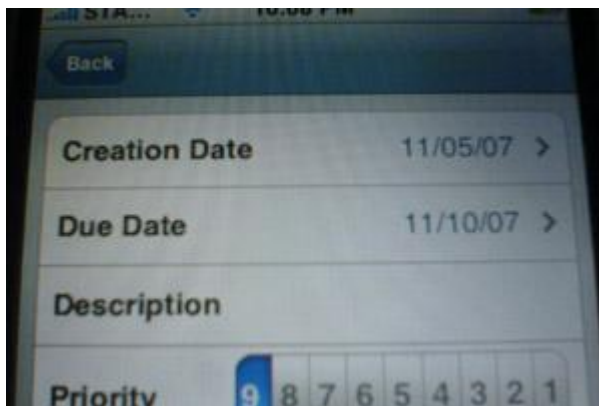 STA...
Back
Creation Date 11/05/07 >
Due Date 11/10/07 >
Description
Priority 9 8 7 6 5 4 3 2 1